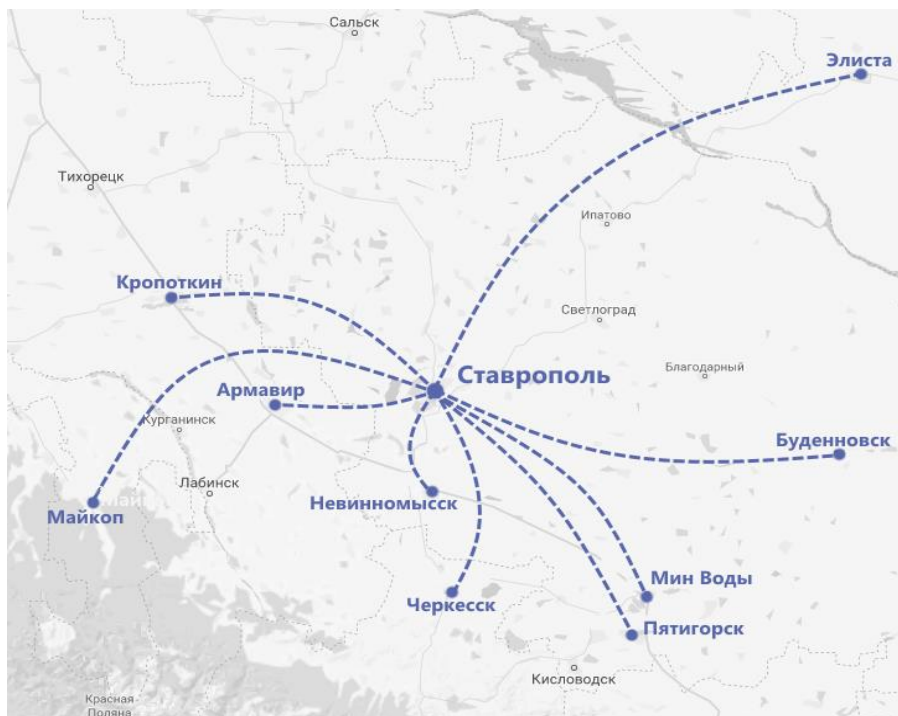 Сальск
Элиста
Тихорецк
Ипатово
Кропоткин
Светлоград
Ставрополь
Благодарный
Армавир
Курганинск
Буденновск
Лабинск
Невинномысск
Майкоп
Мин Воды
Черкесск
Пятигорск
Кисловодск
Красная
Поляна